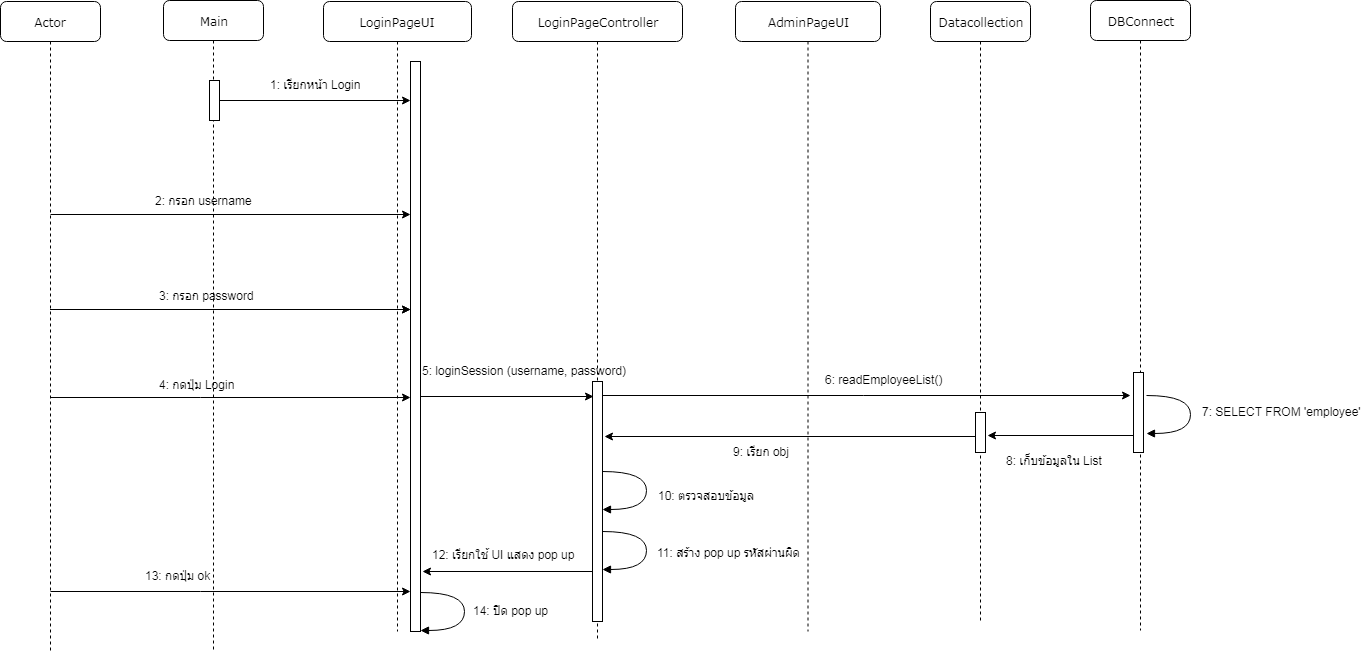 Actor
Main
LoginPageUI
LoginPageController
AdminPageUI
Datacollection
DBConnect
1: เรียกหน้า Login
2: กรอก username
3: กรอก password
4: กดปุ่ม Login
5: loginSession (username, password)
6: readEmployeeList()
7: SELECT FROM 'employee'
8: เก็บข้อมูลใน List
9: เรียก obj
10: ตรวจสอบข้อมูล
11: สร้าง pop up รหัสผ่านผิด
12: เรียกใช้ UI แสดง pop up
13: กดปุ่ม ok
14: ปิด pop up